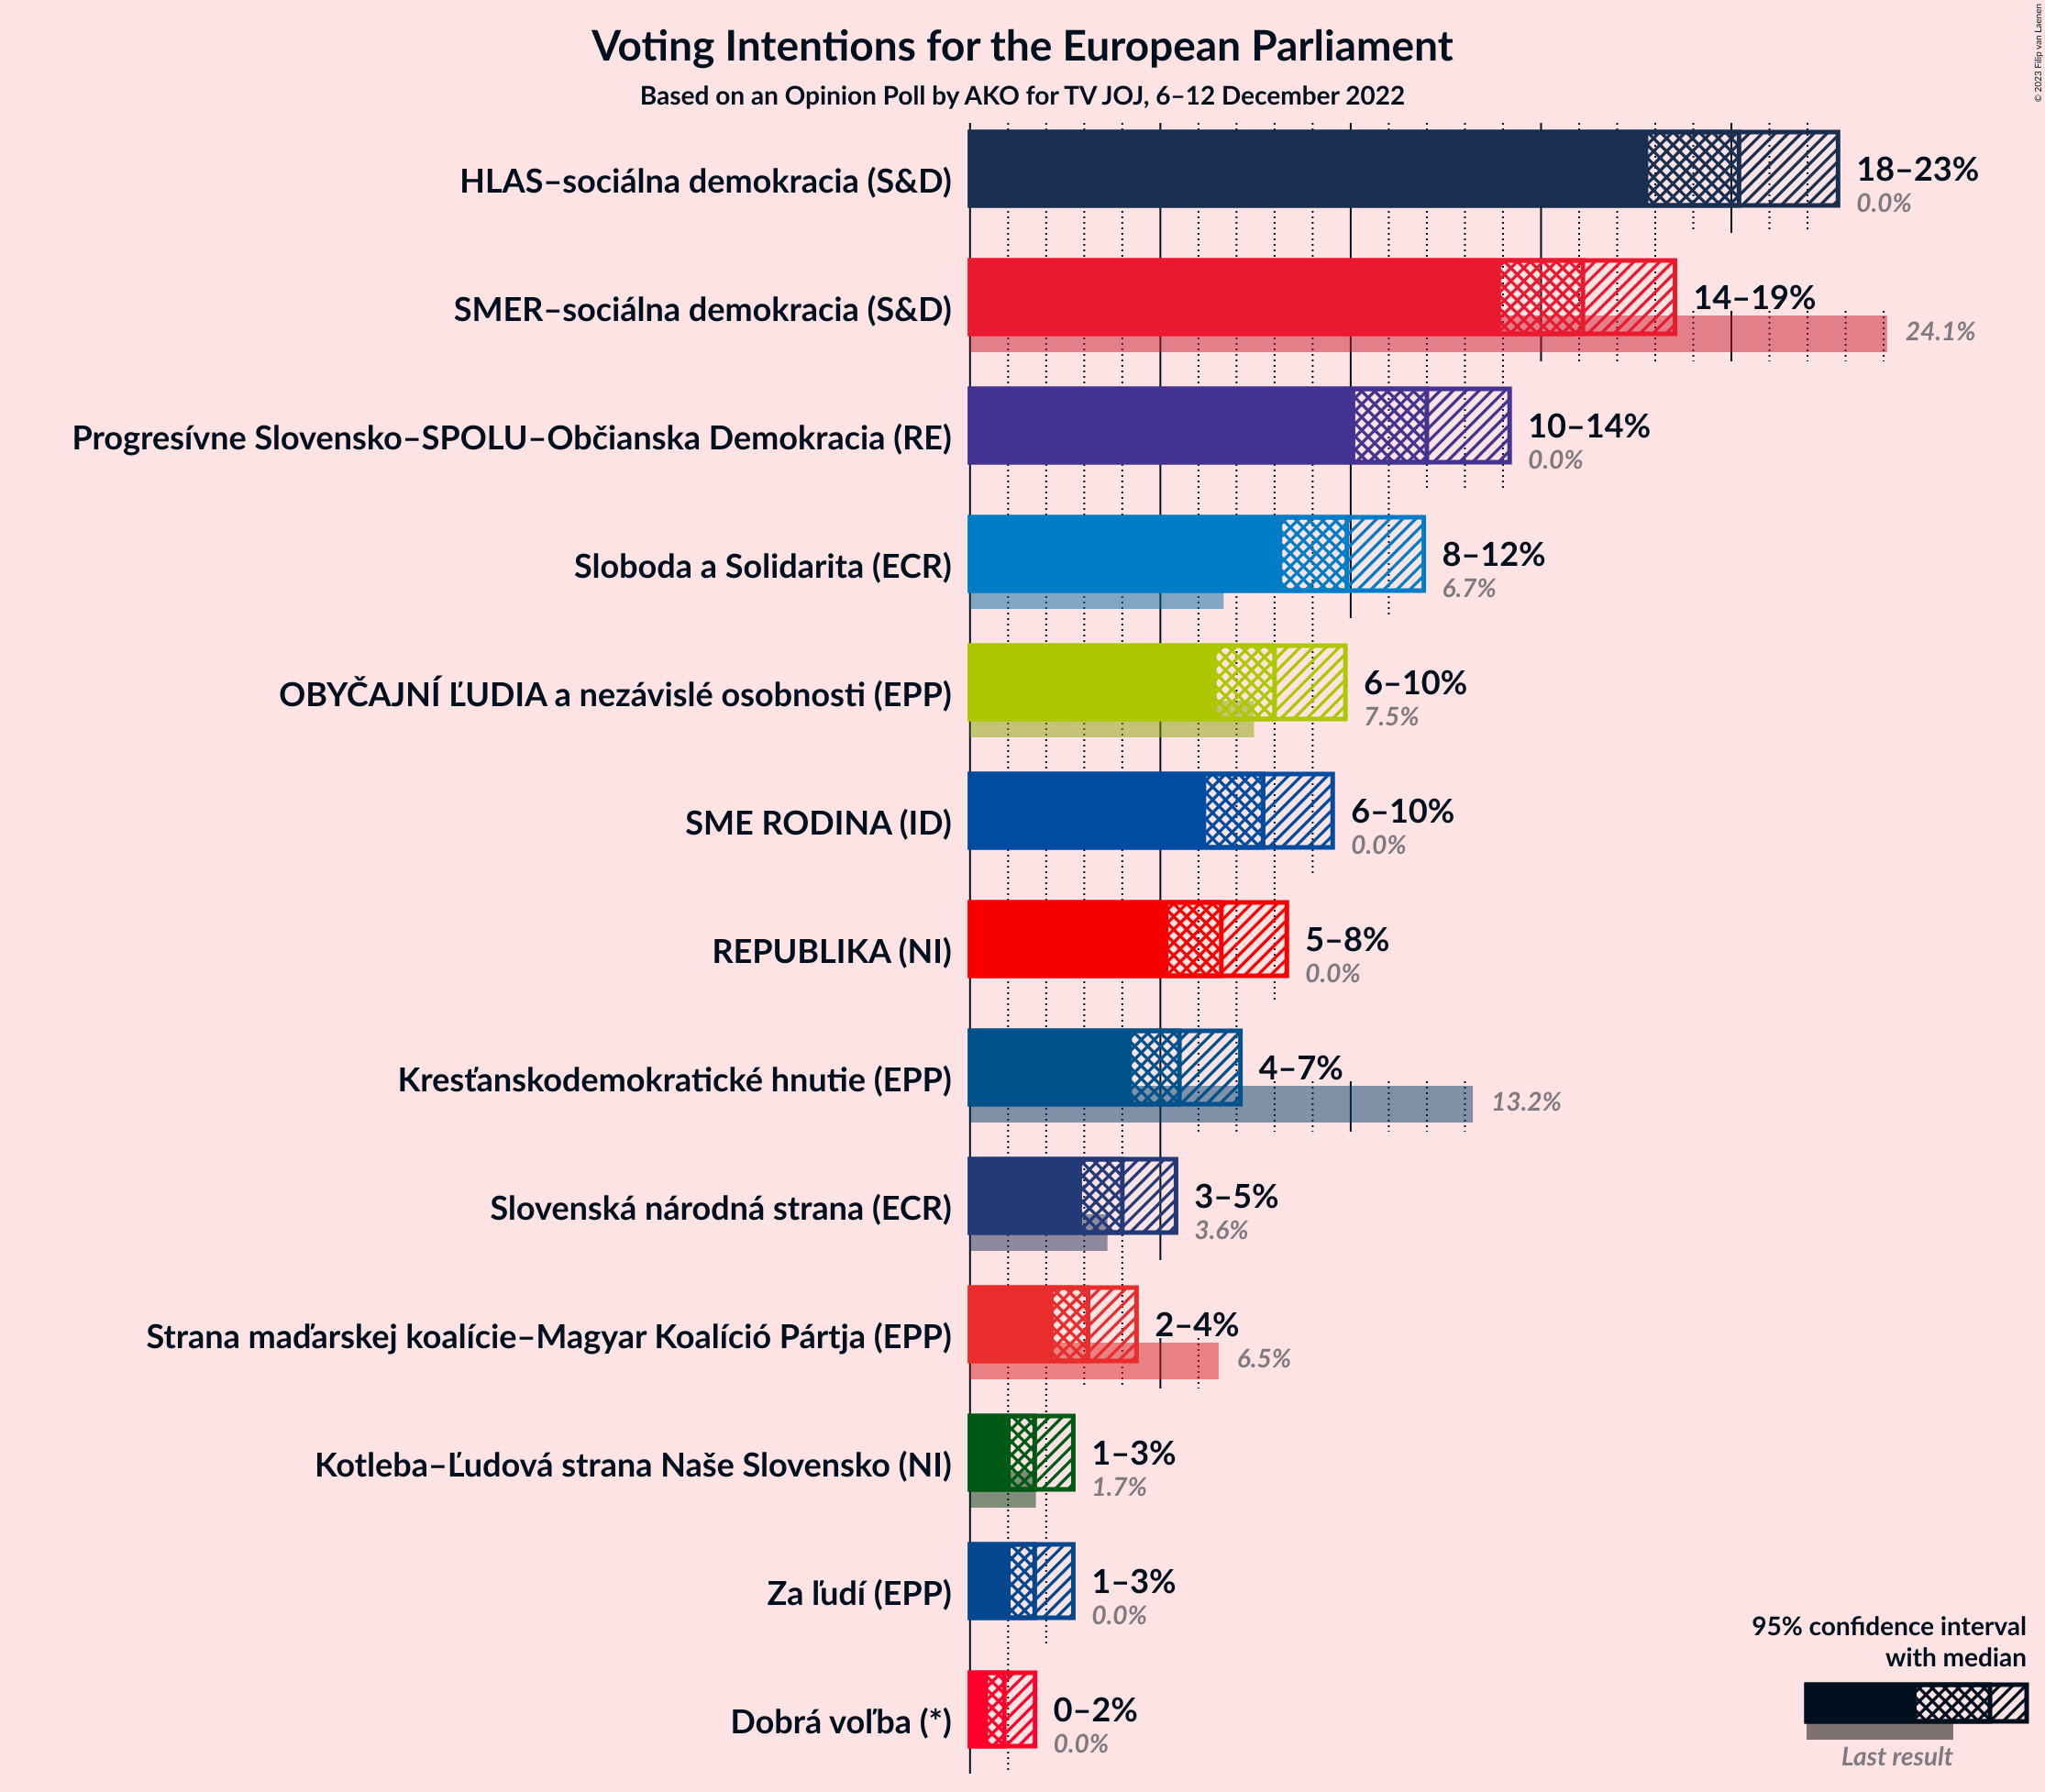 Voting Intentions for the European Parliament
Based on an Opinion Poll by AKO for TV JOJ, 6–12 December 2022
© 2023 Filip van Laenen
HLAS–sociálna demokracia (S&D)
18–23%
0.0%
SMER–sociálna demokracia (S&D)
14–19%
24.1%
Progresívne Slovensko–SPOLU–Občianska Demokracia (RE)
10–14%
0.0%
Sloboda a Solidarita (ECR)
8–12%
6.7%
OBYČAJNÍ ĽUDIA a nezávislé osobnosti (EPP)
6–10%
7.5%
SME RODINA (ID)
6–10%
0.0%
REPUBLIKA (NI)
5–8%
0.0%
Kresťanskodemokratické hnutie (EPP)
4–7%
13.2%
Slovenská národná strana (ECR)
3–5%
3.6%
Strana maďarskej koalície–Magyar Koalíció Pártja (EPP)
2–4%
6.5%
Kotleba–Ľudová strana Naše Slovensko (NI)
1–3%
1.7%
Za ľudí (EPP)
1–3%
0.0%
Dobrá voľba (*)
0–2%
0.0%
95% confidence interval
with median
Last result